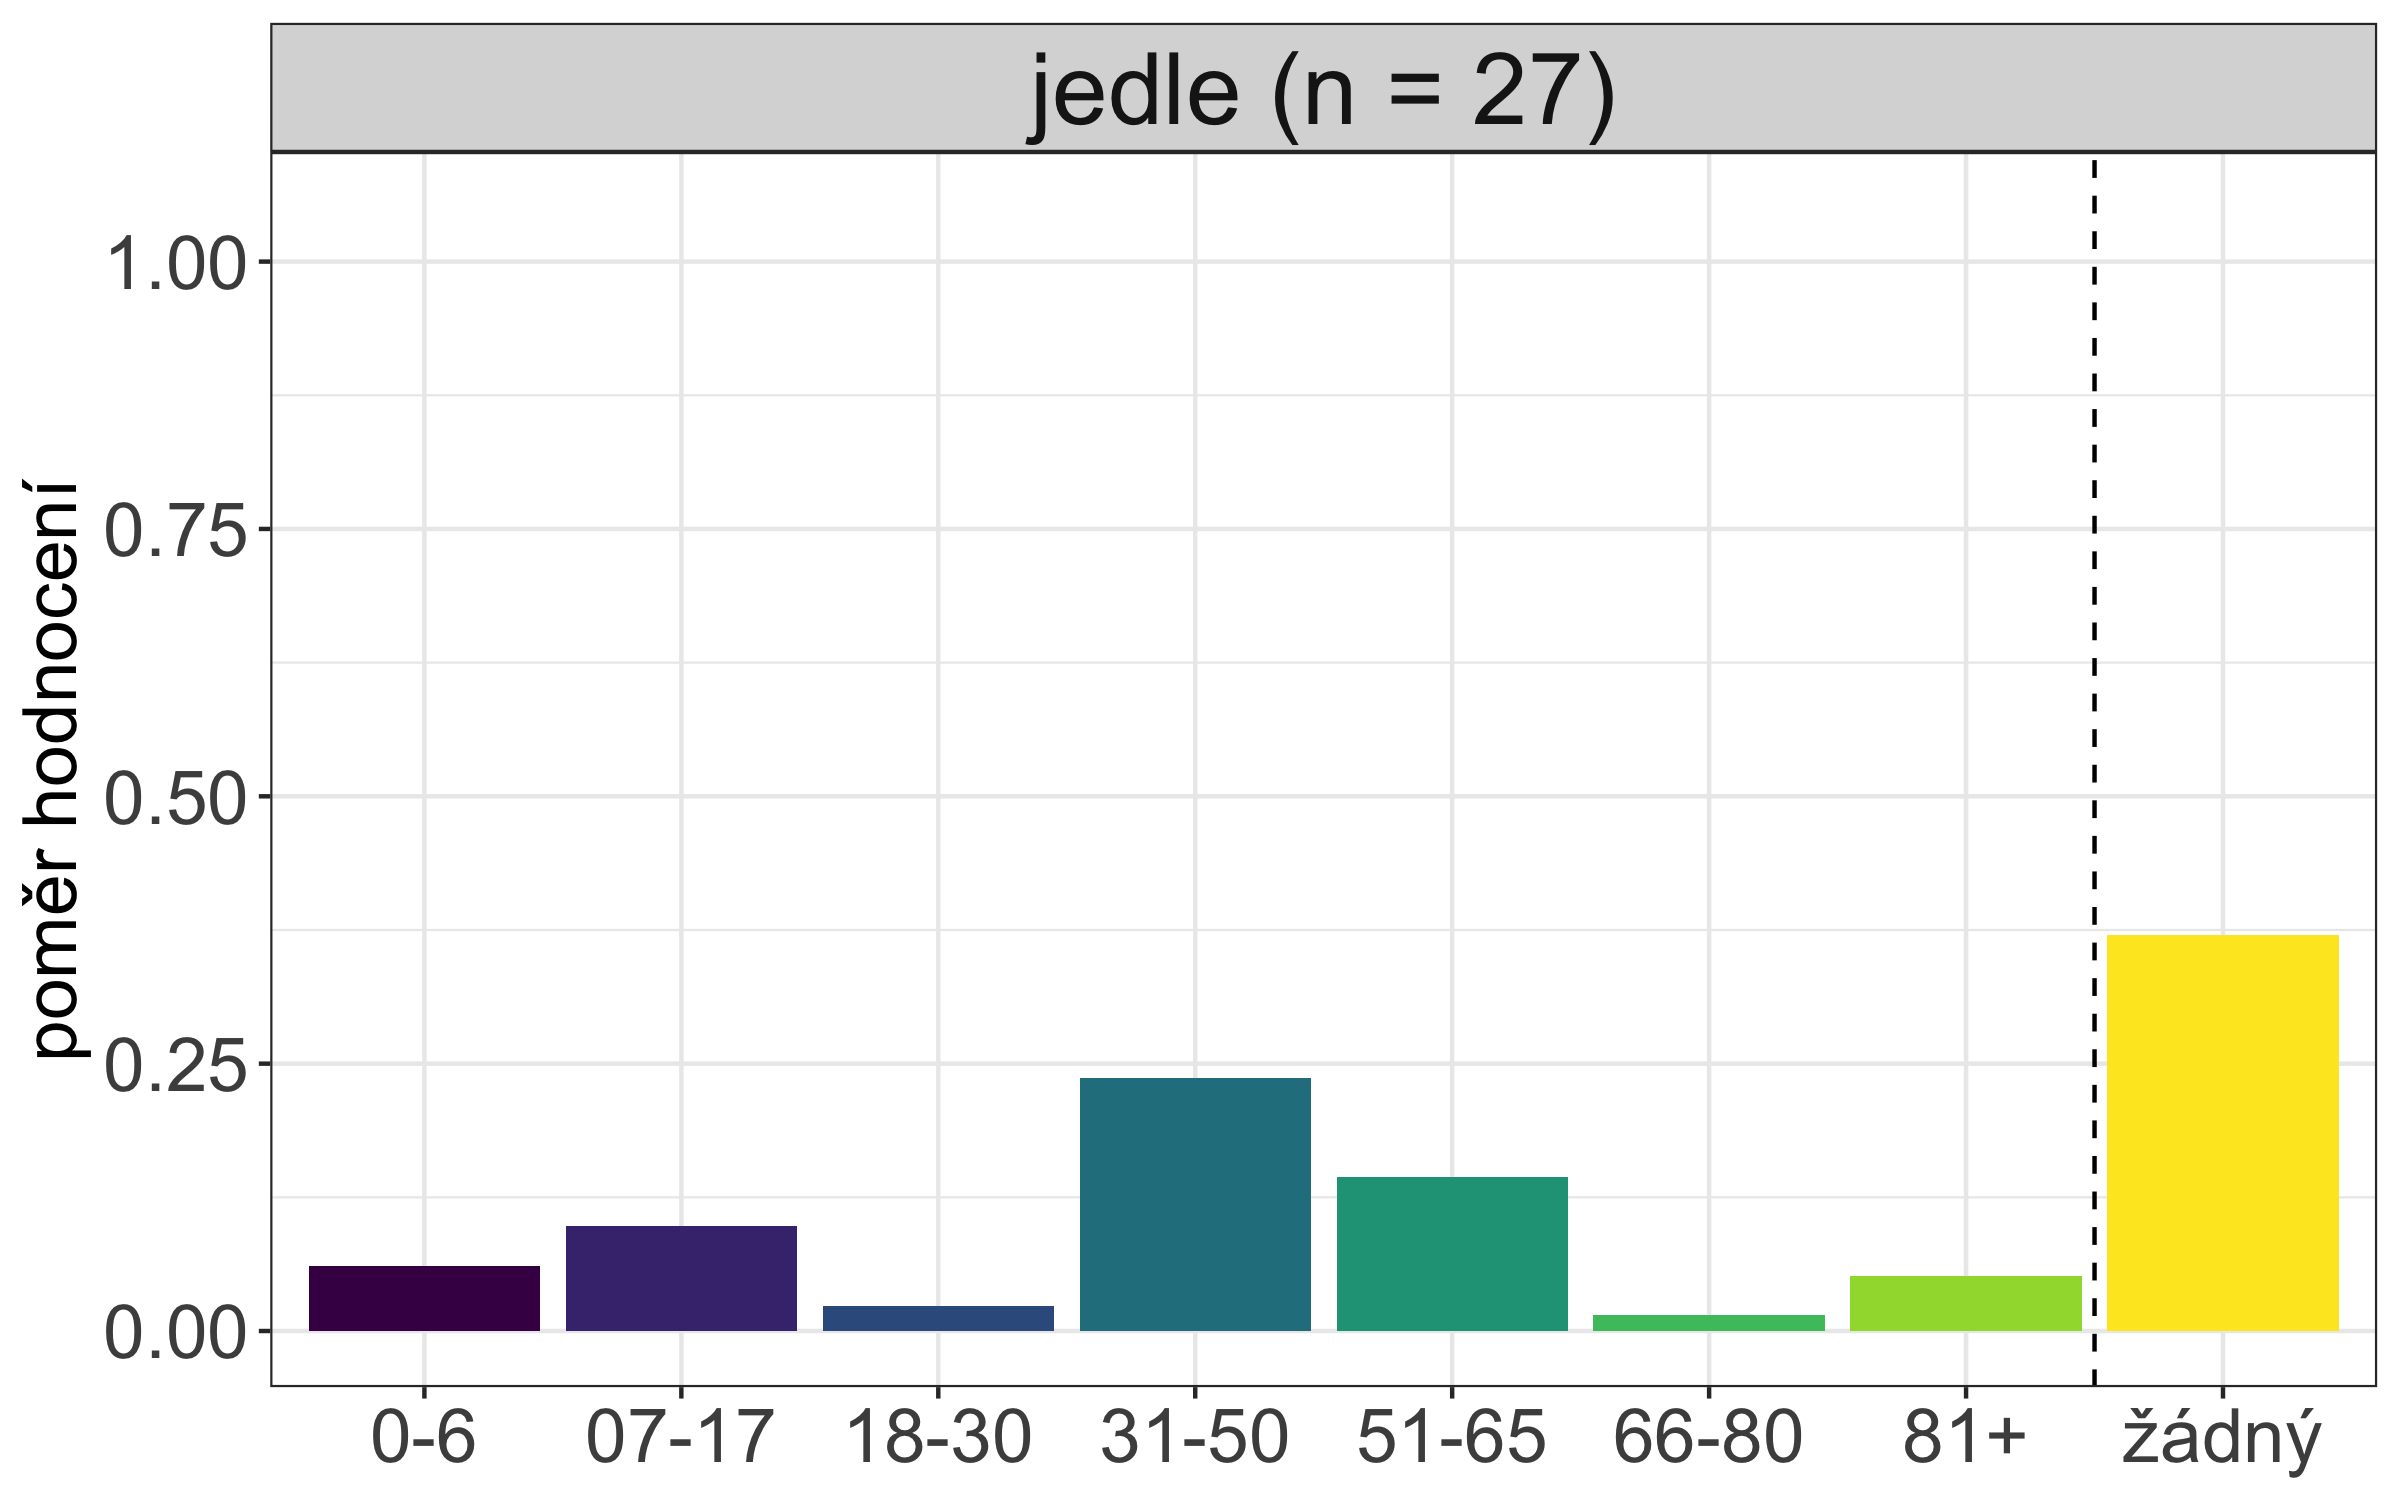 jedle (n = 27)
poměr hodnocení
1.00
0.75
0.50
0.25
0.00
0-6 07-17 18-30 31-50 51-65 66-80 81+ žádný